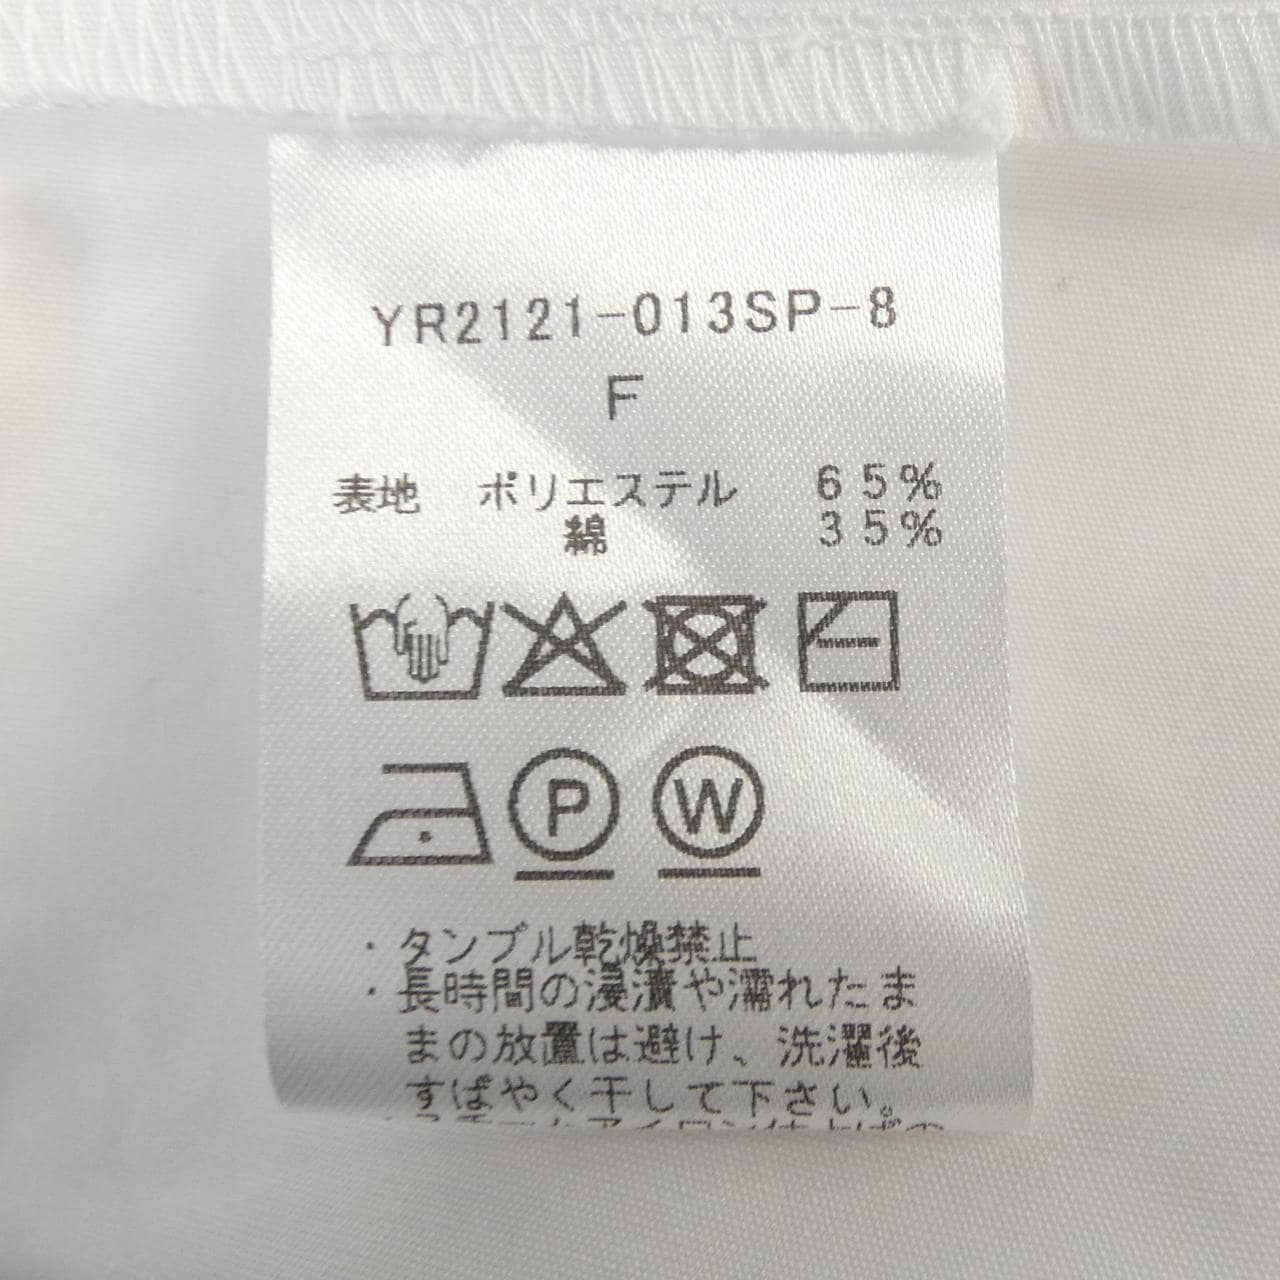 YR2121-013SP-8
F
表地 ポリエステル 65%
綿 35%
P W
・タンブル乾燥禁止
・長時間の浸漬や濡れたま
まの放置は避け、洗濯後
すばやく干して下さい。